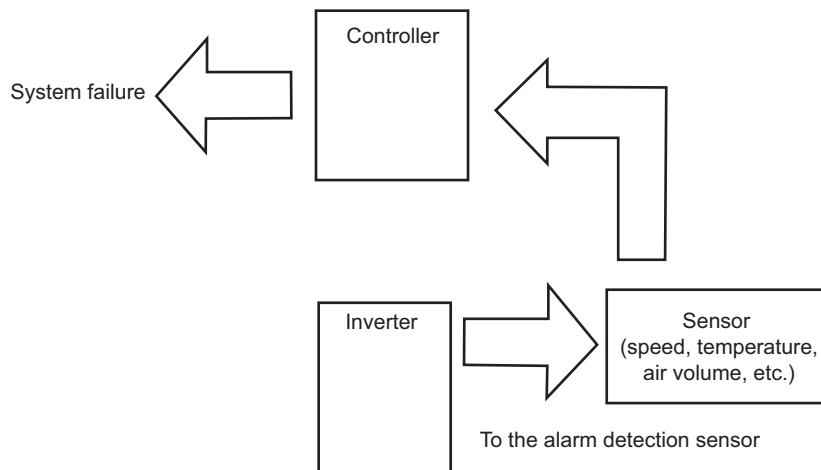 Controller
System failure
Inverter
Sensor
(speed, temperature,
air volume, etc.)
To the alarm detection sensor